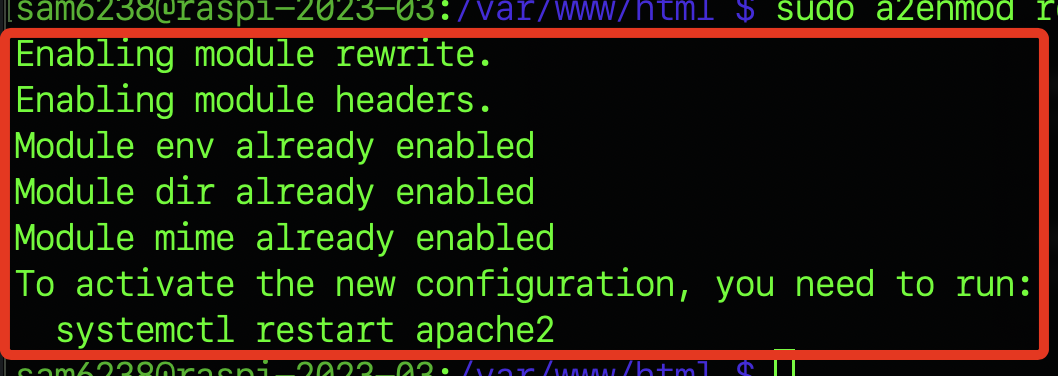 sam6238@raspi-2023-03:/var/www/html $ sudo a2enmod
Enabling module rewrite.
Enabling module headers.
Module env already enabled
Module dir already enabled
Module mime already enabled
To activate the new configuration, you need to run:
  systemctl restart apache2
sam6238@raspi-2023-03:/var/www/html $